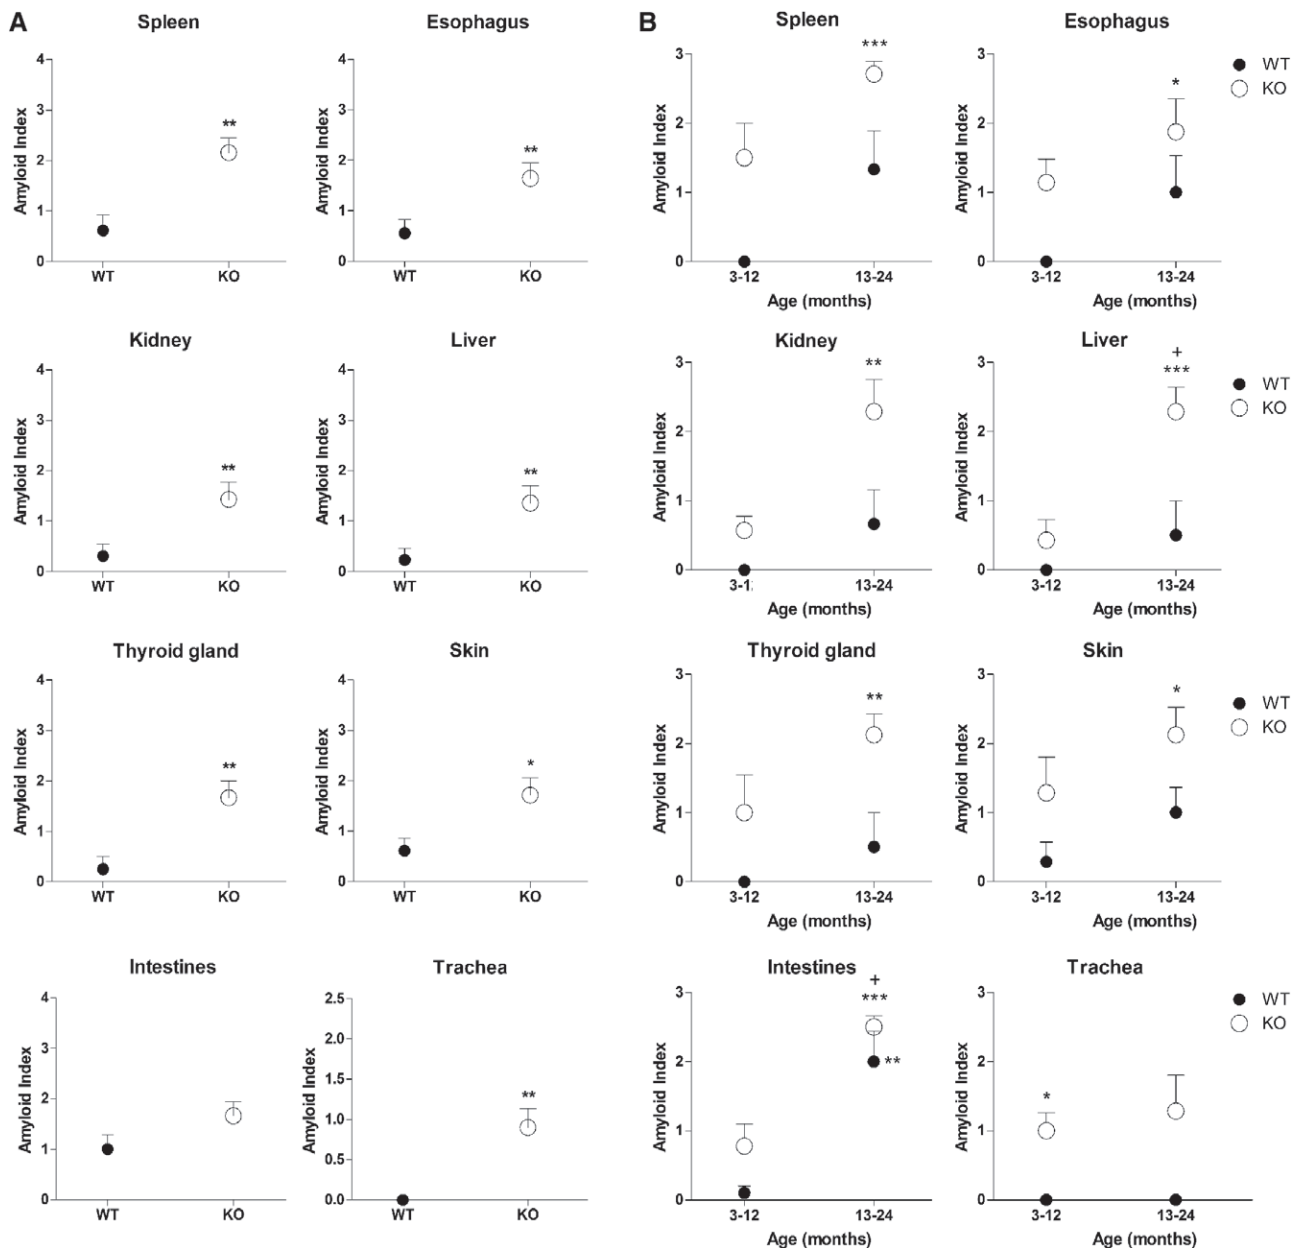 A
B
Spleen
Esophagus
Spleen
Esophagus
Amyloid Index
4
3
2
1
0
**
WT
KO
Amyloid Index
4
3
2
1
0
**
WT
KO
Amyloid Index
3
2
1
0
***
3-12
13-24
Age (months)
Amyloid Index
3
2
1
0
*
3-12
13-24
Age (months)
WT
KO
Kidney
Liver
Kidney
Liver
Amyloid Index
4
3
2
1
0
**
WT
KO
Amyloid Index
4
3
2
1
0
**
WT
KO
Amyloid Index
3
2
1
0
**
3-1
13-24
Age (months)
Amyloid Index
3
2
1
0
+
***
3-12
13-24
Age (months)
WT
KO
Thyroid gland
Skin
Thyroid gland
Skin
Amyloid Index
4
3
2
1
0
**
WT
KO
Amyloid Index
4
3
2
1
0
*
WT
KO
Amyloid Index
3
2
1
0
**
3-12
13-24
Age (months)
Amyloid Index
3
2
1
0
*
3-12
13-24
Age (months)
WT
KO
Intestines
Trachea
Intestines
Trachea
Amyloid Index
4
3
2
1
0
WT
KO
Amyloid Index
2.5
2.0
1.5
1.0
0.5
0.0
**
WT
KO
Amyloid Index
3
2
1
0
+
***
**
3-12
13-24
Age (months)
Amyloid Index
3
2
1
0
*
3-12
13-24
Age (months)
WT
KO